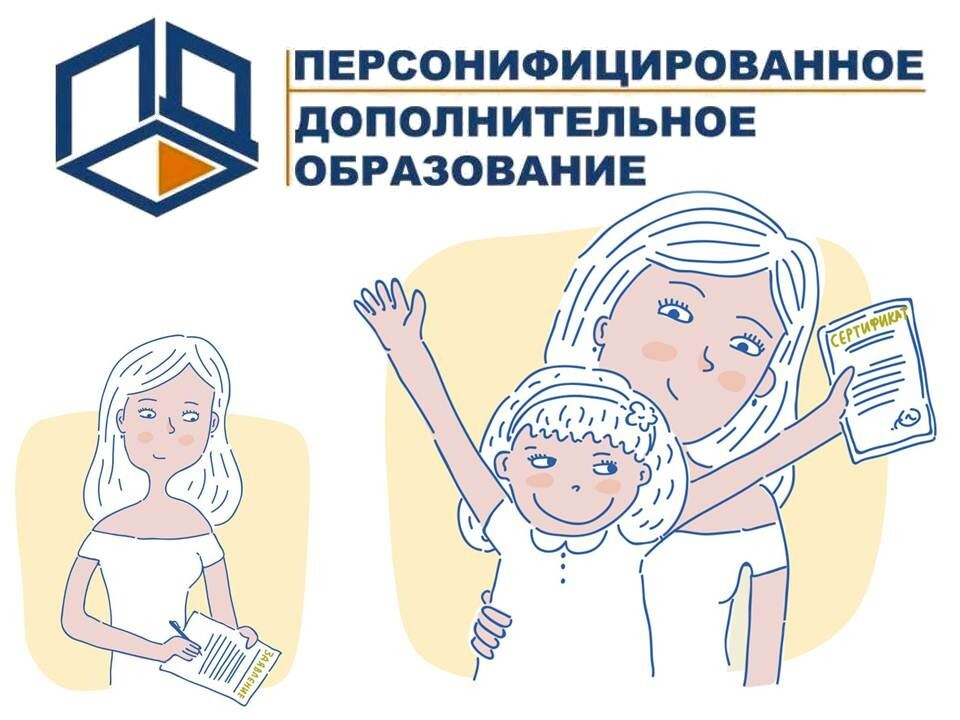 ПЕРСОНИФИЦИРОВАННОЕ
ДОПОЛНИТЕЛЬНОЕ
ОБРАЗОВАНИЕ
СЕРТИФИКАТ
ЗАЯВЛЕНИЕ